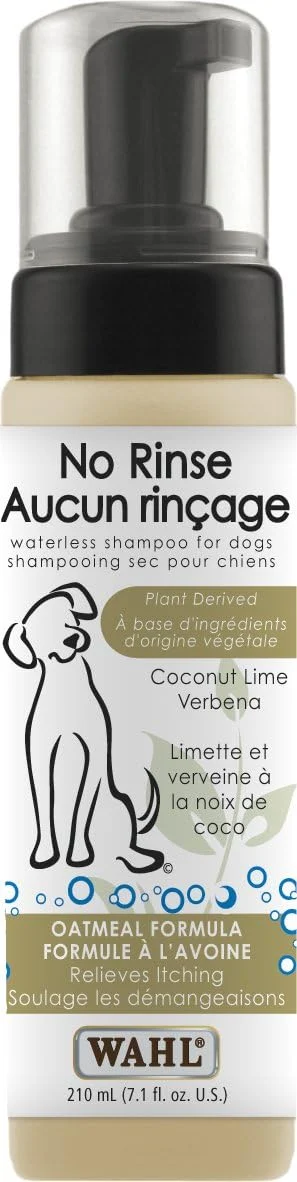 No Rinse
Aucun rinçage
waterless shampoo for dogs
shampooing sec pour chiens
Plant Derived
À base d'ingrédients
d'origine végétale
Coconut Lime
Verbena
Limette et
verveine à
la noix de
coco
©
OATMEAL FORMULA
FORMULE À L'AVOINE
Relieves Itching
Soulage les démangeaisons
WAHL®
210 mL (7.1 fl. oz. U.S.)